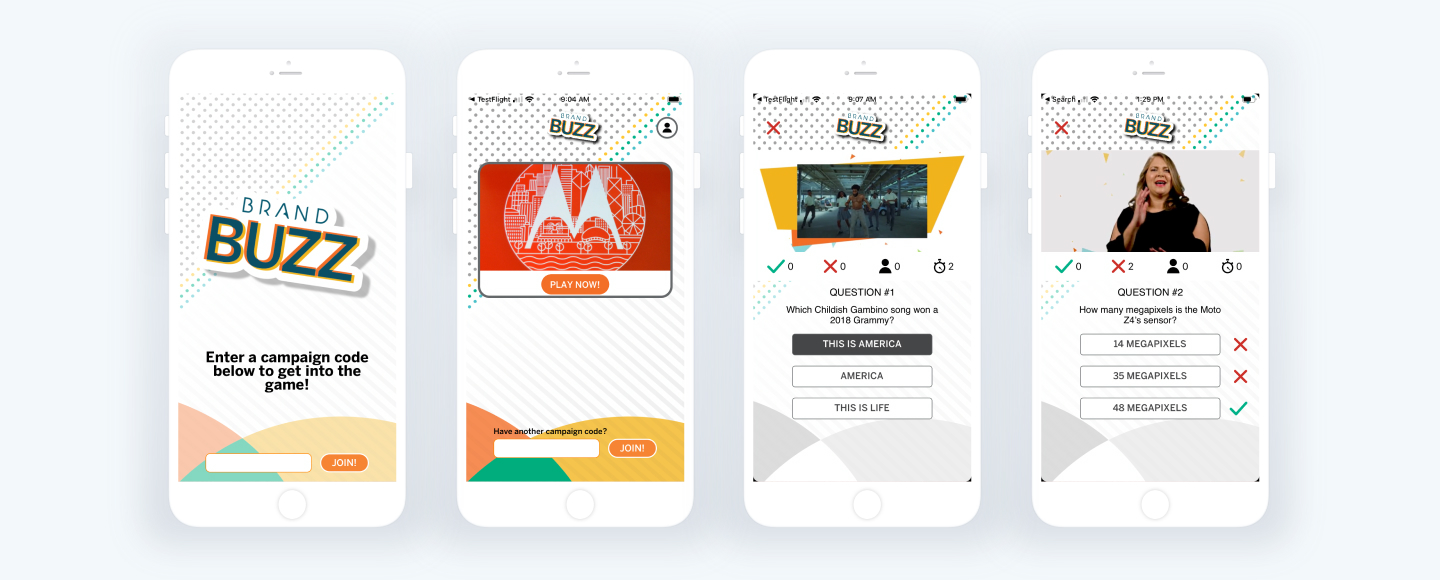 BRAND
BUZZ
Enter a campaign code
below to get into the
game!
JOIN!
TestFlight
9:04 AM
BRAND
BUZZ
PLAY NOW!
Have another campaign code?
JOIN!
TestFlight
9:07 AM
BRAND
BUZZ
0
0
0
2
QUESTION #1
Which Childish Gambino song won a
2018 Grammy?
THIS IS AMERICA
AMERICA
THIS IS LIFE
Search
1:29 PM
BRAND
BUZZ
0
2
0
0
QUESTION #2
How many megapixels is the Moto
Z4's sensor?
14 MEGAPIXELS
35 MEGAPIXELS
48 MEGAPIXELS